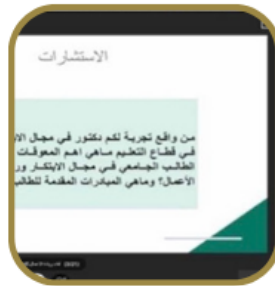 الاستشارات
من واقع تجربة لكم دكتور في مجال
في قطاع التعليم ماهي اهم المعوقات
الطالب الجامعي في مجال الابتكار
الأعمال؟ وماهي المبادرات المقدمة